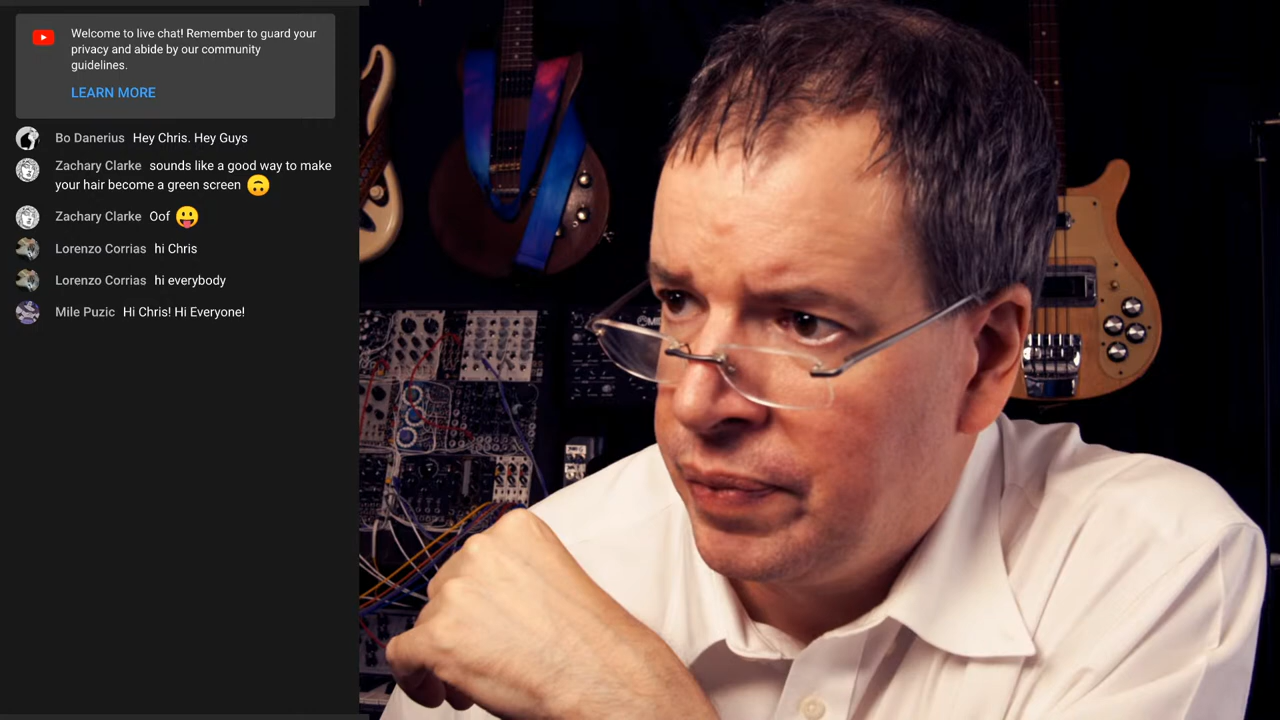 Welcome to live chat! Remember to guard your
privacy and abide by our community
guidelines.
LEARN MORE
Bo Danerius Hey Chris. Hey Guys
Zachary Clarke sounds like a good way to make
your hair become a green screen 🙃
Zachary Clarke Oof 😛
Lorenzo Corrias hi Chris
Lorenzo Corrias hi everybody
Mile Puzic Hi Chris! Hi Everyone!